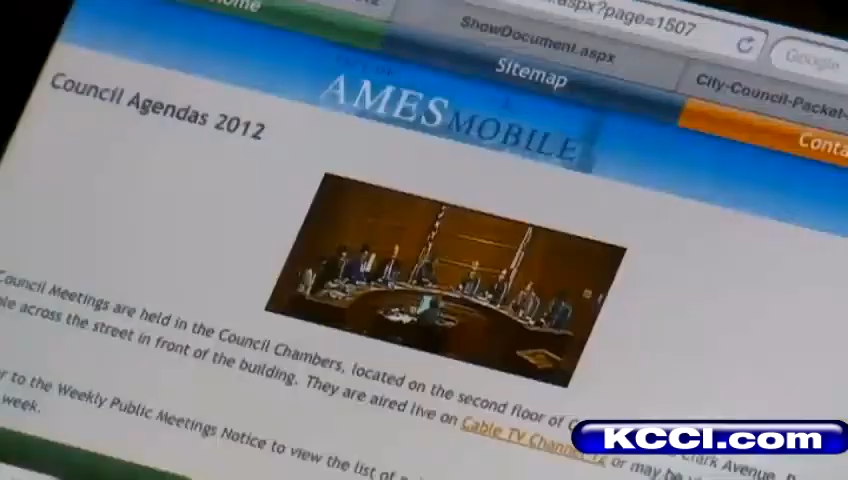 .aspx?page=1507
Home
ShowDocument.aspx
Google
Sitemap
City-Council-Packet-
Conta
CITY OF
AMES MOBILE
Council Agendas 2012
Council Meetings are held in the Council Chambers, located on the second floor of C
le across the street in front of the building. They are aired live on Cable TV Channel 12 or may be
Clark Avenue. P
r to the Weekly Public Meetings Notice to view the list of
week.
KCCI.com